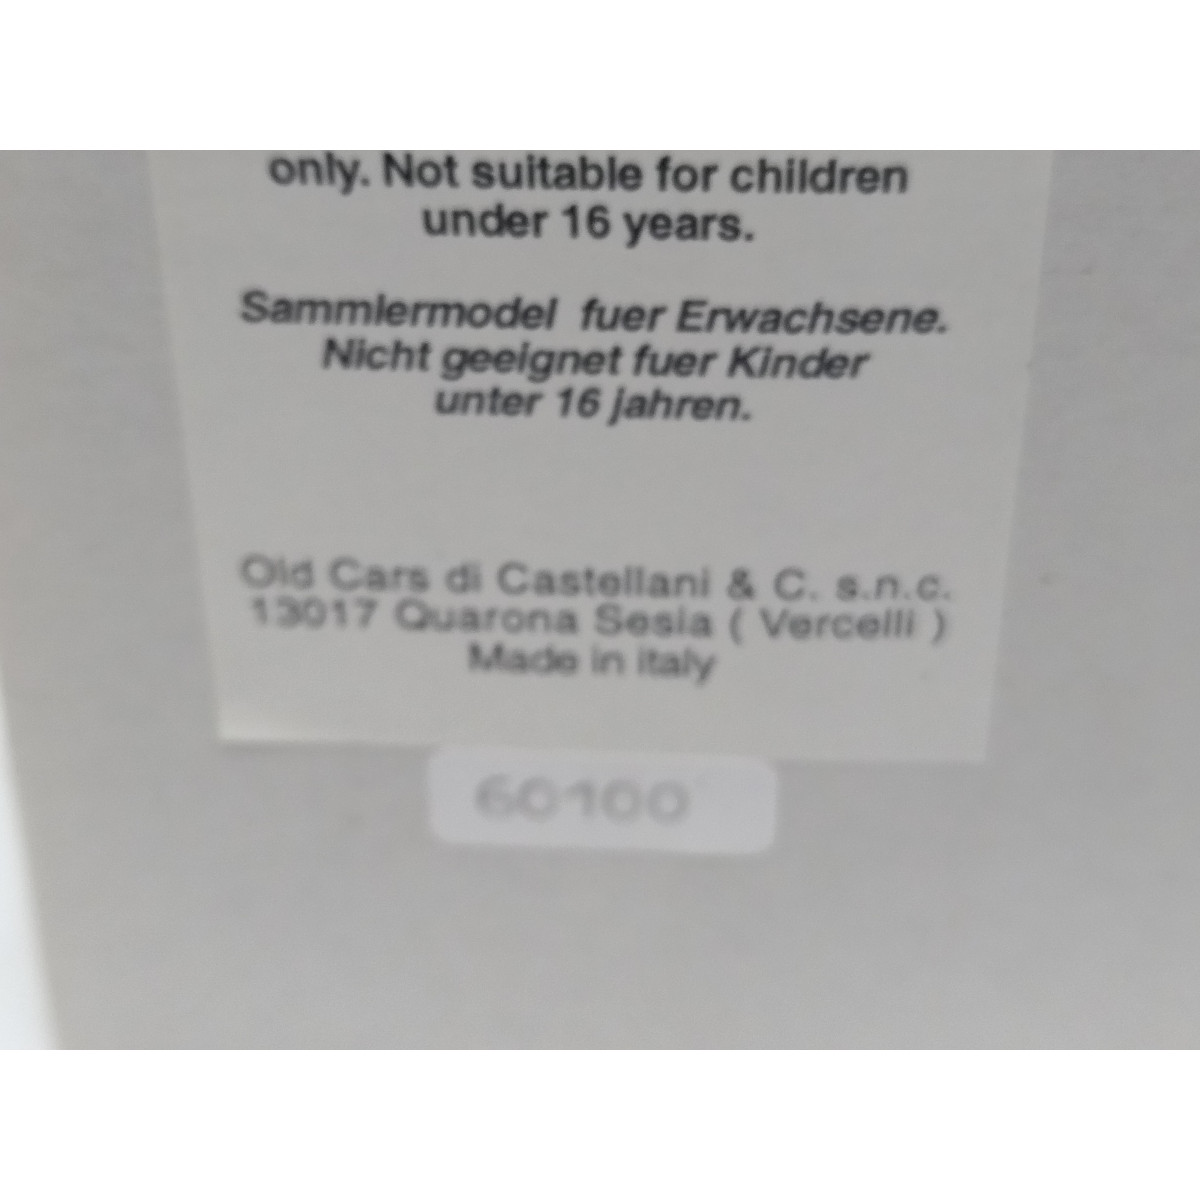 only. Not suitable for children
under 16 years.
Sammlermodel fuer Erwachsene.
Nicht geeignet fuer Kinder
unter 16 jahren.
Old Cars di Castellani & C. s.n.c.
13017 Quarona Sesia ( Vercelli )
Made in italy
60100